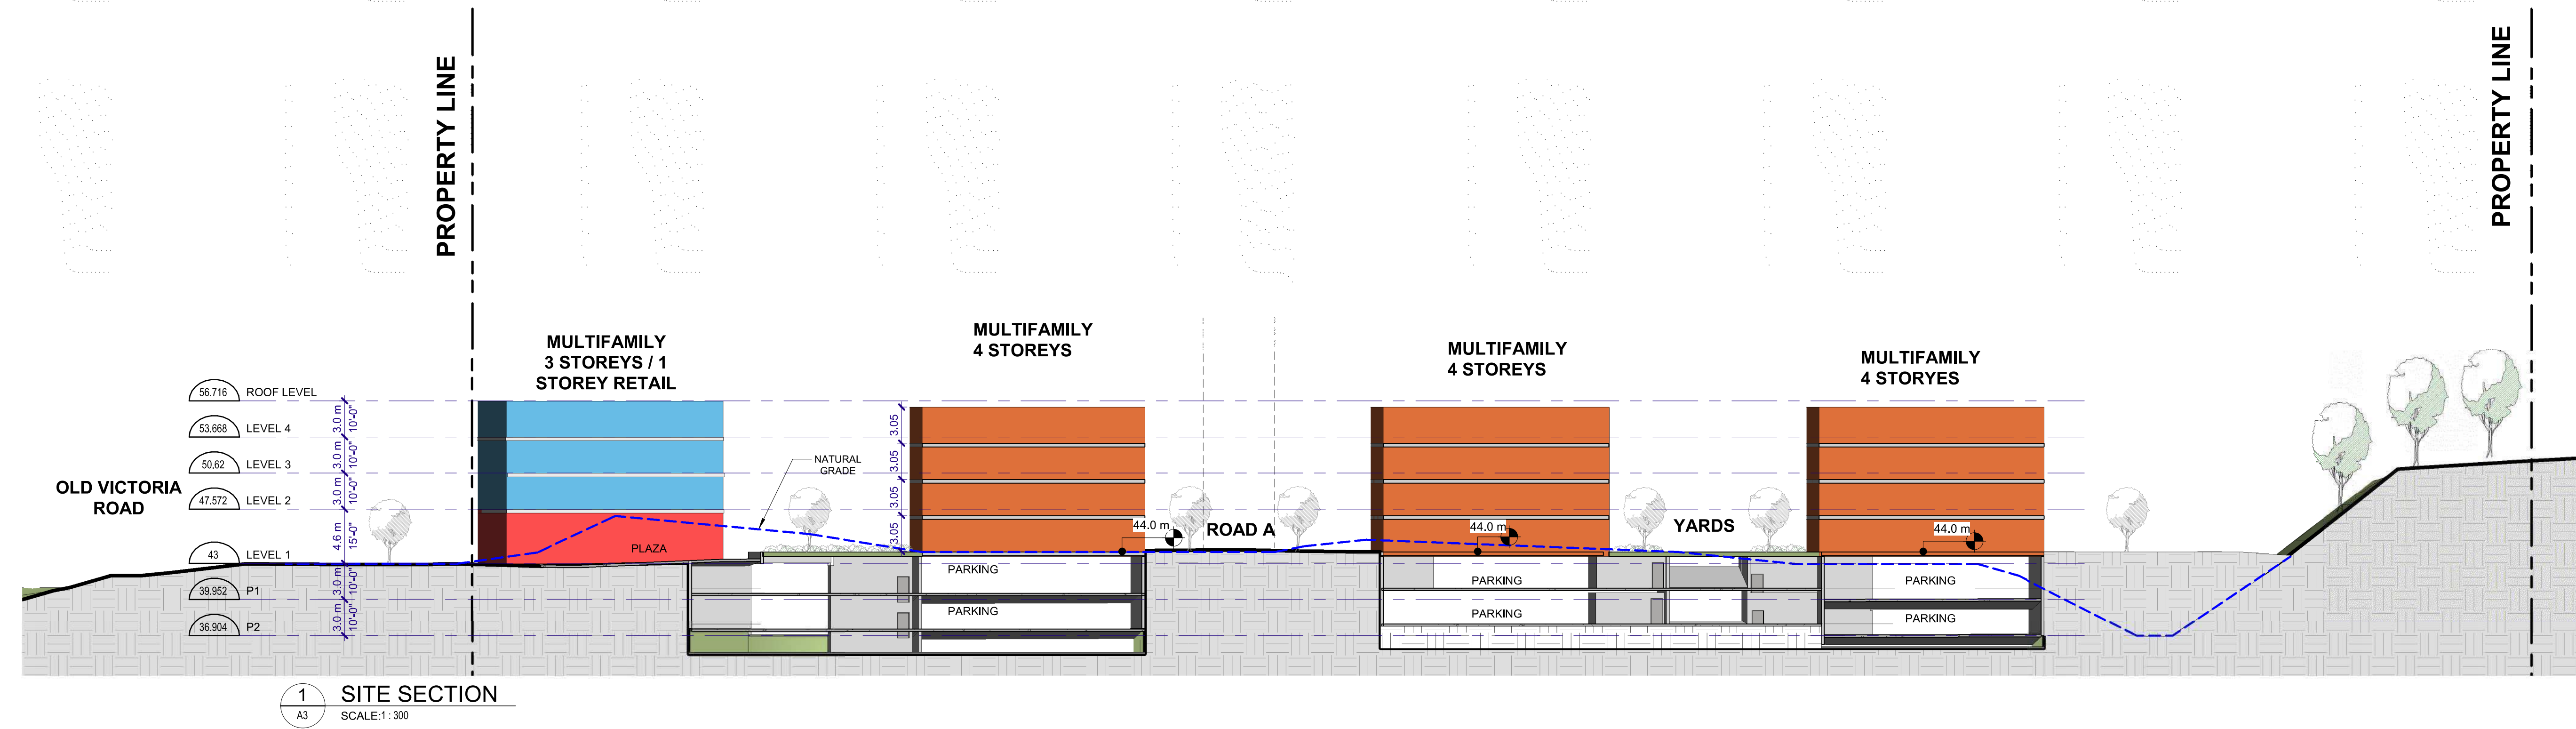 PROPERTY LINE
PROPERTY LINE
MULTIFAMILY
3 STOREYS / 1
STOREY RETAIL
MULTIFAMILY
4 STOREYS
MULTIFAMILY
4 STOREYS
MULTIFAMILY
4 STORYES
56.716 ROOF LEVEL
53.668 LEVEL 4
50.62 LEVEL 3
47.572 LEVEL 2
43 LEVEL 1
39.952 P1
36.904 P2
OLD VICTORIA
ROAD
3.0 m
10'-0"
3.0 m
10'-0"
3.0 m
10'-0"
4.6 m
15'-0"
3.0 m
10'-0"
3.0 m
10'-0"
NATURAL
GRADE
3.05
3.05
3.05
3.05
PLAZA
44.0 m
ROAD A
44.0 m
YARDS
44.0 m
PARKING
PARKING
PARKING
PARKING
PARKING
PARKING
1
A3
SITE SECTION
SCALE:1 : 300